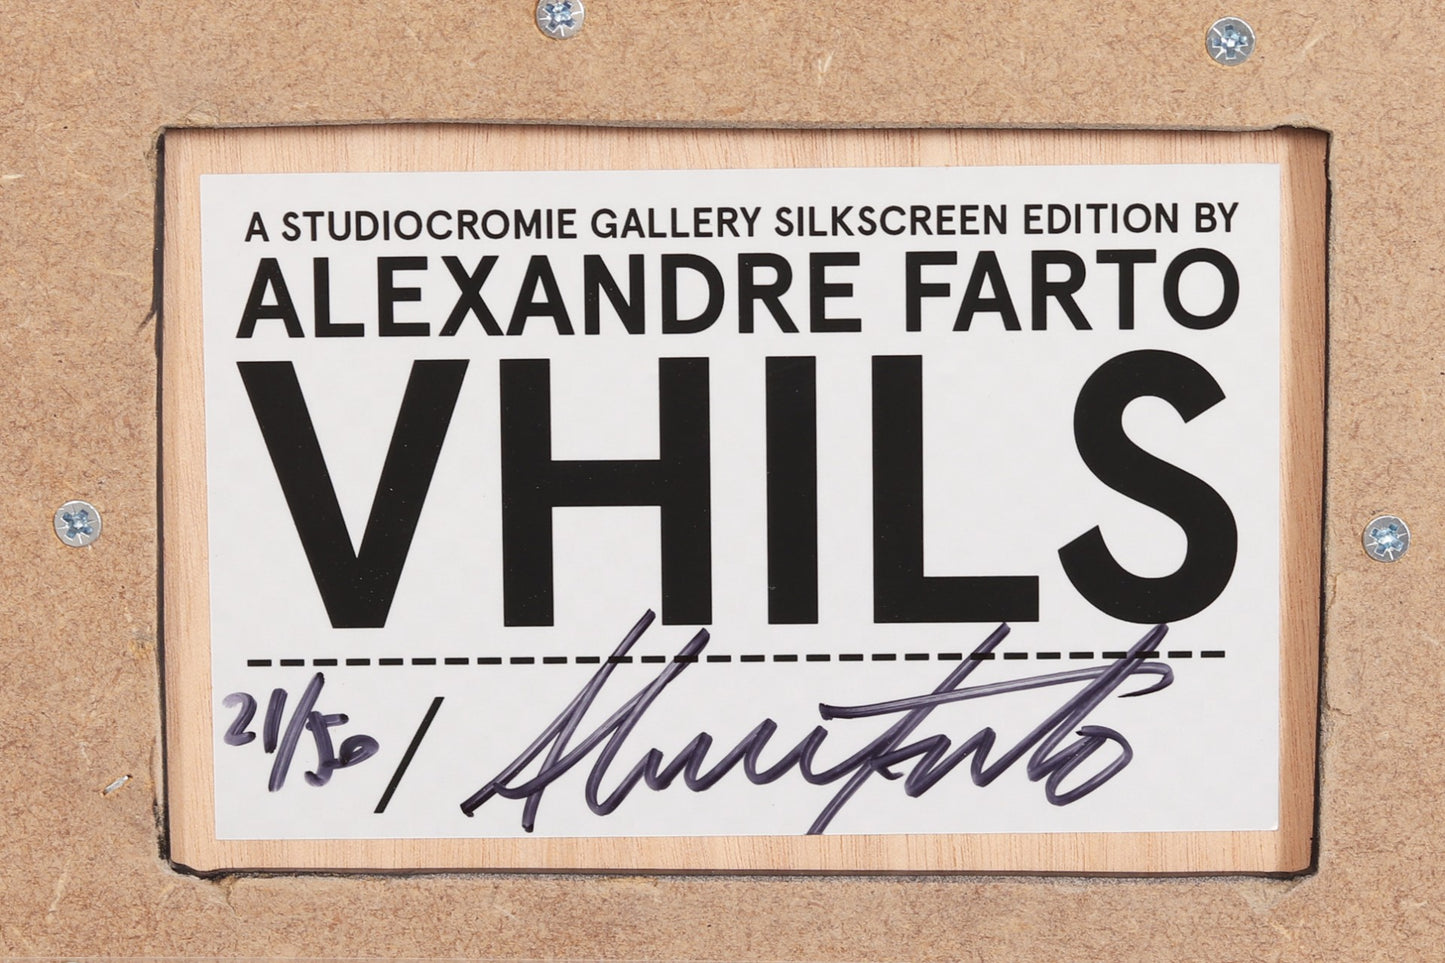 A STUDIOCROMIE GALLERY SILKSCREEN EDITION BY
ALEXANDRE FARTO
VHILS
21/50 /